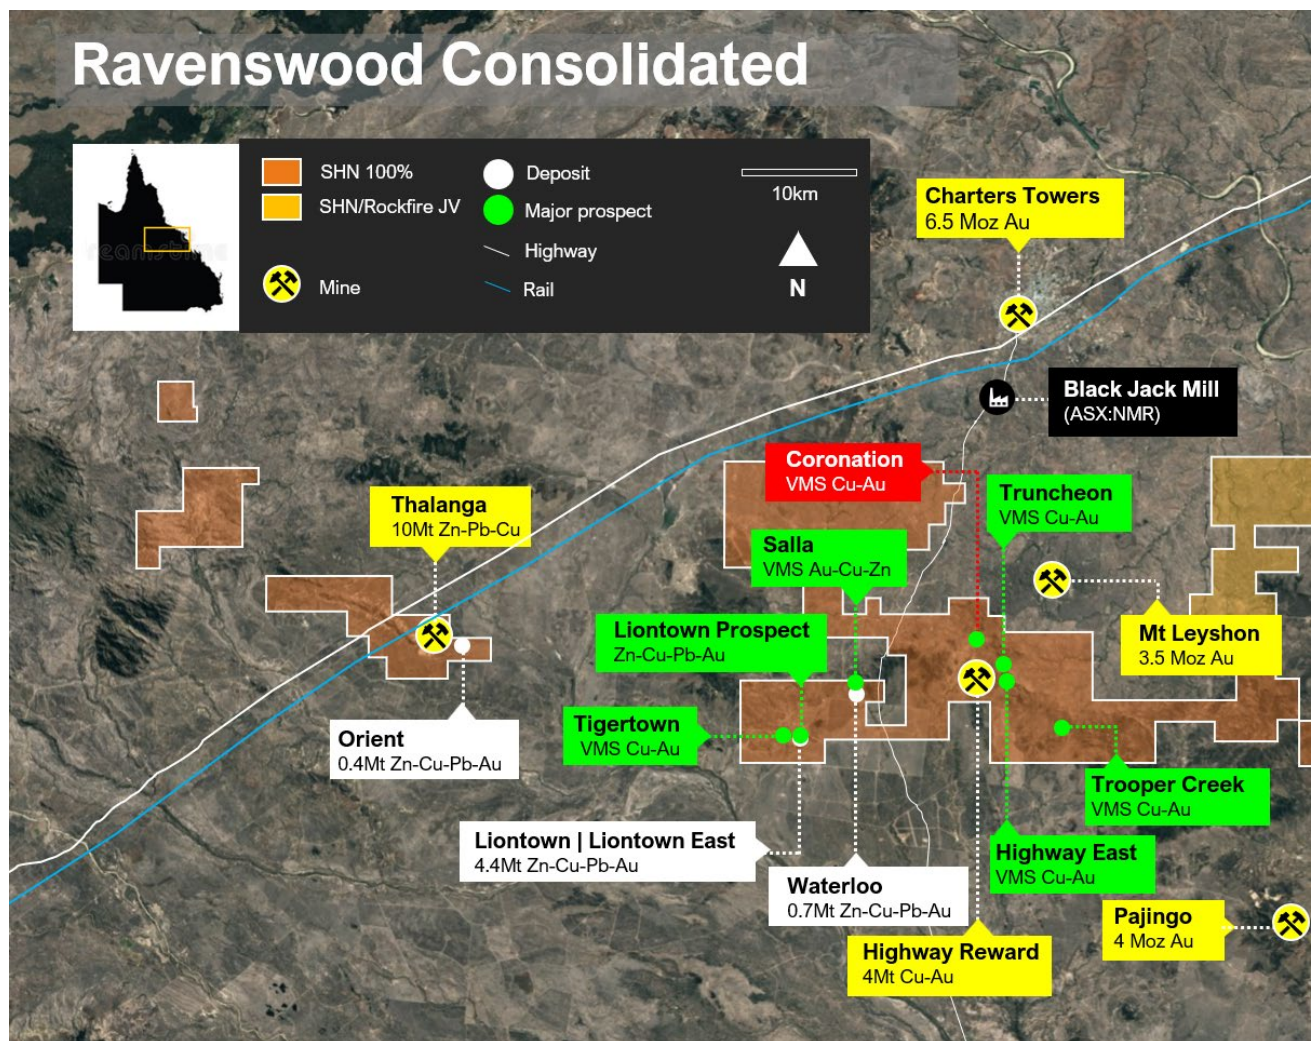 Ravenswood Consolidated
SHN 100%
SHN/Rockfire JV
Mine
Deposit
Major prospect
Highway
Rail
10km
N
Charters Towers
6.5 Moz Au
Black Jack Mill
(ASX:NMR)
Coronation
VMS Cu-Au
Truncheon
VMS Cu-Au
Thalanga
10Mt Zn-Pb-Cu
Salla
VMS Au-Cu-Zn
Liontown Prospect
Zn-Cu-Pb-Au
Mt Leyshon
3.5 Moz Au
Tigertown
VMS Cu-Au
Orient
0.4Mt Zn-Cu-Pb-Au
Trooper Creek
VMS Cu-Au
Liontown | Liontown East
4.4Mt Zn-Cu-Pb-Au
Highway East
VMS Cu-Au
Waterloo
0.7Mt Zn-Cu-Pb-Au
Pajingo
4 Moz Au
Highway Reward
4Mt Cu-Au